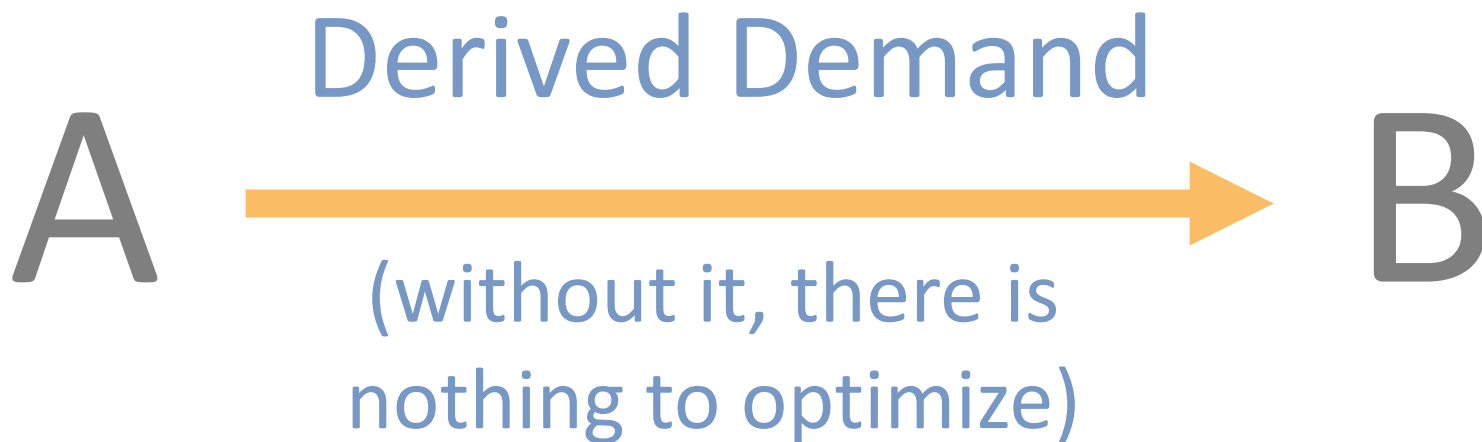 Derived Demand
A
B
(without it, there is
nothing to optimize)